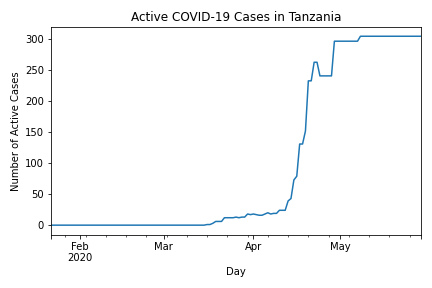 Active COVID-19 Cases in Tanzania
Number of Active Cases
300
250
200
150
100
50
0
Feb Mar Apr May
2020
Day